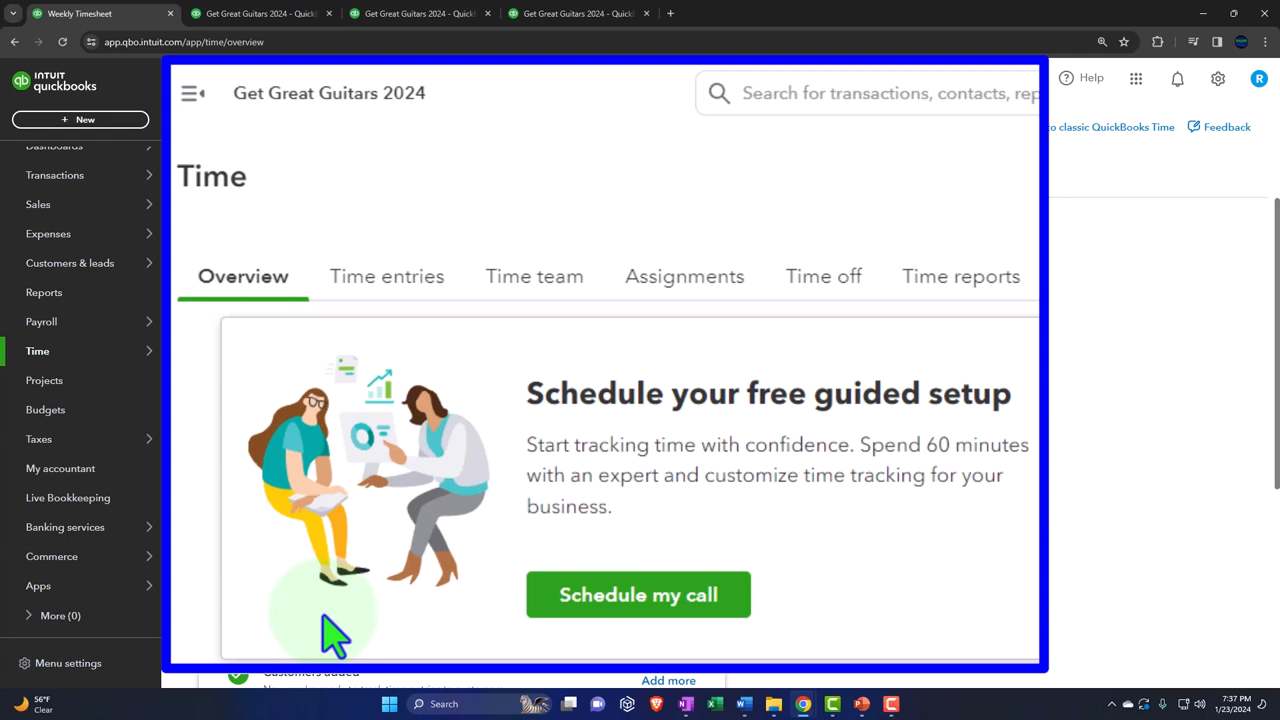 Weekly Timesheet
Get Great Guitars 2024 - Quick
Get Great Guitars 2024 - Quick
Get Great Guitars 2024 - Quick
app.qbo.intuit.com/app/time/overview
INTUIT
quickbooks
+ New
Dashboards
Transactions
Sales
Expenses
Customers & leads
Reports
Payroll
Time
Projects
Budgets
Taxes
My accountant
Live Bookkeeping
Banking services
Commerce
Apps
More (0)
Menu settings
Get Great Guitars 2024
Search for transactions, contacts, rep
Help
R
to classic QuickBooks Time
Feedback
Time
Overview
Time entries
Time team
Assignments
Time off
Time reports
Schedule your free guided setup
Start tracking time with confidence. Spend 60 minutes
with an expert and customize time tracking for your
business.
Schedule my call
Customers added
Add more
54°F
Clear
Search
7:37 PM
1/23/2024